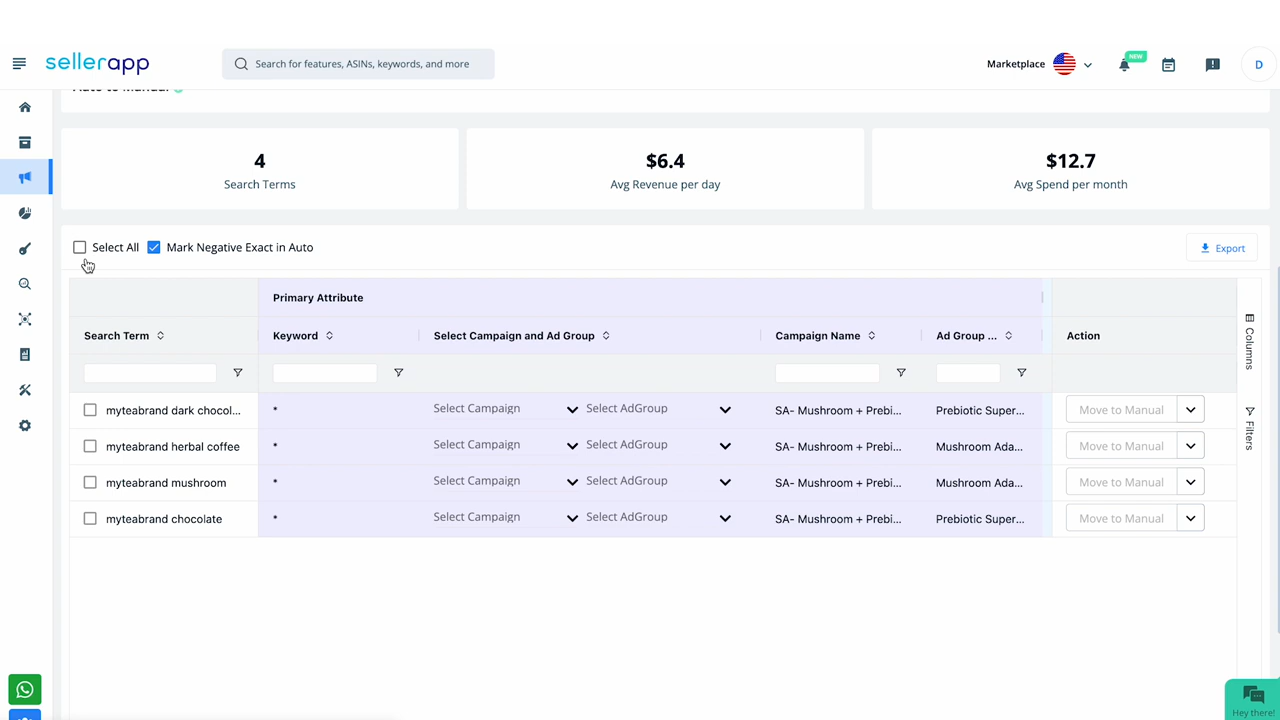 sellerapp
Search for features, ASINs, keywords, and more
Marketplace
NEW
D
Auto to Manual
4
Search Terms
$6.4
Avg Revenue per day
$12.7
Avg Spend per month
Select All
Mark Negative Exact in Auto
Export
Primary Attribute
Search Term
Keyword
Select Campaign and Ad Group
Campaign Name
Ad Group ...
Action
Columns
Filters
myteabrand dark chocol... * Select Campaign Select AdGroup SA- Mushroom + Prebi... Prebiotic Super... Move to Manual
myteabrand herbal coffee * Select Campaign Select AdGroup SA- Mushroom + Prebi... Mushroom Ada... Move to Manual
myteabrand mushroom * Select Campaign Select AdGroup SA- Mushroom + Prebi... Mushroom Ada... Move to Manual
myteabrand chocolate * Select Campaign Select AdGroup SA- Mushroom + Prebi... Prebiotic Super... Move to Manual
Hey there!